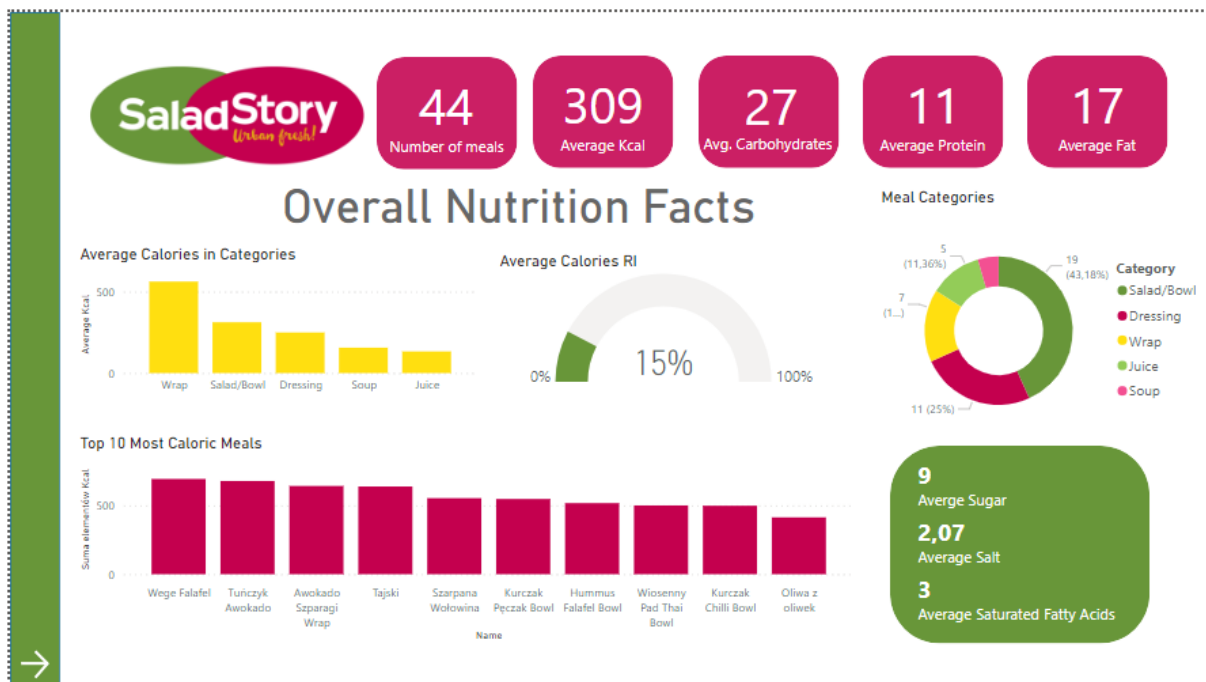 SaladStory
Urban fresh!
44
Number of meals
309
Average Kcal
27
Avg. Carbohydrates
11
Average Protein
17
Average Fat
Overall Nutrition Facts
Average Calories in Categories
Average Kcal
500
0
Wrap
Salad/Bowl
Dressing
Soup
Juice
Average Calories RI
0%
15%
100%
Meal Categories
5
(11,36%)
19
(43,18%)
7
(1...)
11 (25%)
Category
Salad/Bowl
Dressing
Wrap
Juice
Soup
Top 10 Most Caloric Meals
Suma elementów Kcal
500
0
Wege Falafel
Tuńczyk
Awokado
Awokado
Szparagi
Wrap
Tajski
Szarpana
Wołowina
Kurczak
Pęczak Bowl
Hummus
Falafel Bowl
Wiosenny
Pad Thai
Bowl
Kurczak
Chilli Bowl
Oliwa z
oliwek
Name
9
Averge Sugar
2,07
Average Salt
3
Average Saturated Fatty Acids